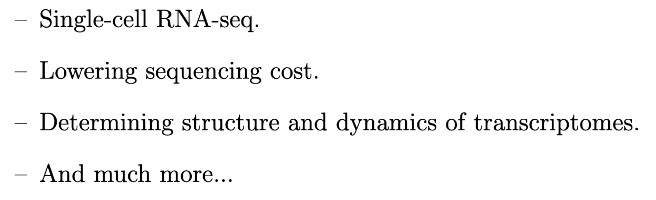 – Single-cell RNA-seq.
– Lowering sequencing cost.
– Determining structure and dynamics of transcriptomes.
– And much more...